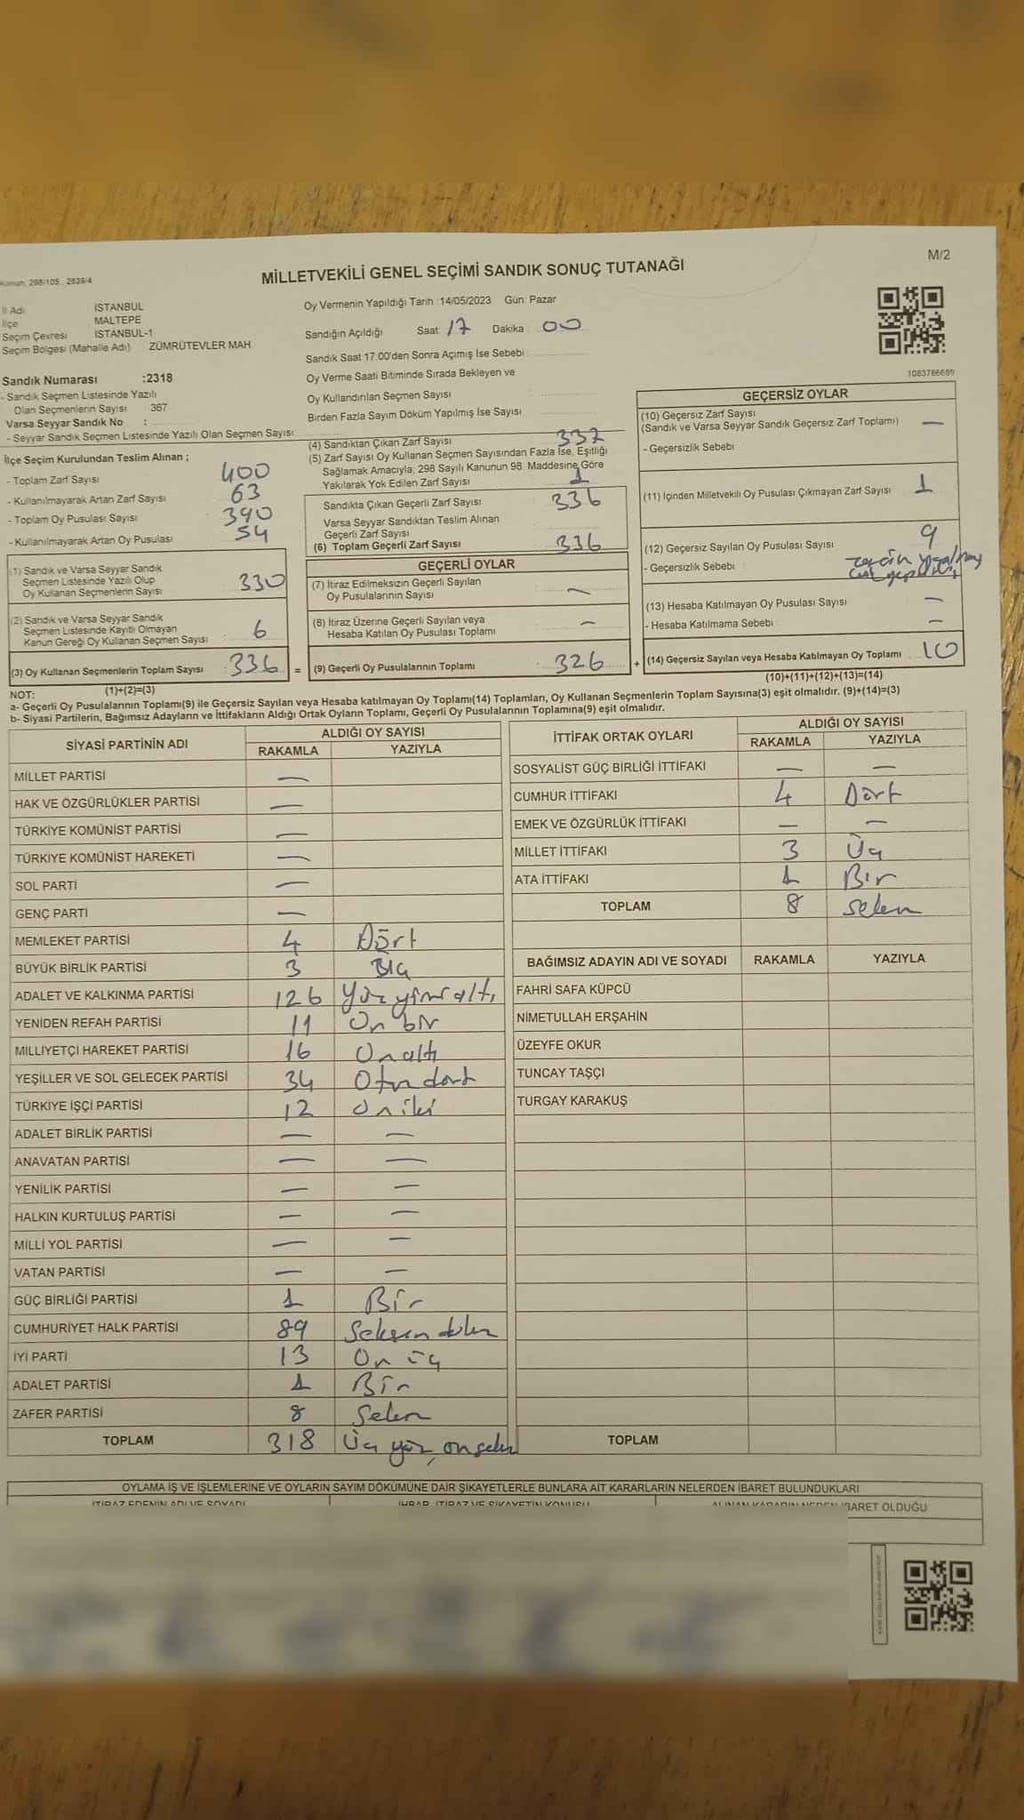 M/2
MİLLETVEKİLİ GENEL SEÇİMİ SANDIK SONUÇ TUTANAĞI
İl Adı İSTANBUL
İlçe MALTEPE
Seçim Çevresi İSTANBUL-1
Seçim Bölgesi (Mahalle Adı) ZÜMRÜTEVLER MAH
Sandık Numarası :2318
- Sandık Seçmen Listesinde Yazılı
Olan Seçmenlerin Sayısı 367
Varsa Seyyar Sandık No :
- Seyyar Sandık Seçmen Listesinde Yazılı Olan Seçmen Sayısı
Oy Vermenin Yapıldığı Tarih :14/05/2023 Gün: Pazar
Sandığın Açıldığı Saat 17 Dakika 00
Sandık Saat 17:00'den Sonra Açılmış İse Sebebi
Oy Verme Saati Bitiminde Sırada Bekleyen ve
Oy Kullandırılan Seçmen Sayısı
Birden Fazla Sayım Döküm Yapılmış İse Sayısı
1083786689
İlçe Seçim Kurulundan Teslim Alınan ;
- Toplam Zarf Sayısı 400
- Kullanılmayarak Artan Zarf Sayısı 63
- Toplam Oy Pusulası Sayısı 390
- Kullanılmayarak Artan Oy Pusulası 54
(1) Sandık ve Varsa Seyyar Sandık
Seçmen Listesinde Yazılı Olup
Oy Kullanan Seçmenlerin Sayısı 330
(2) Sandık ve Varsa Seyyar Sandık
Seçmen Listesinde Kayıtlı Olmayan
Kanun Gereği Oy Kullanan Seçmen Sayısı 6
(3) Oy Kullanan Seçmenlerin Toplam Sayısı 336 =
(1)+(2)=(3)
(4) Sandıktan Çıkan Zarf Sayısı 337
(5) Zarf Sayısı Oy Kullanan Seçmen Sayısından Fazla İse, Eşitliği
Sağlamak Amacıyla, 298 Sayılı Kanunun 98. Maddesine Göre
Yakılarak Yok Edilen Zarf Sayısı 1
Sandıkta Çıkan Geçerli Zarf Sayısı 336
Varsa Seyyar Sandıktan Teslim Alınan
Geçerli Zarf Sayısı
(6) Toplam Geçerli Zarf Sayısı 336
GEÇERLİ OYLAR
(7) İtiraz Edilmeksizin Geçerli Sayılan
Oy Pusulalarının Sayısı —
(8) İtiraz Üzerine Geçerli Sayılan veya
Hesaba Katılan Oy Pusulası Toplamı —
(9) Geçerli Oy Pusulalarının Toplamı 326 +
GEÇERSİZ OYLAR
(10) Geçersiz Zarf Sayısı
(Sandık ve Varsa Seyyar Sandık Geçersiz Zarf Toplamı) —
- Geçersizlik Sebebi
(11) İçinden Milletvekili Oy Pusulası Çıkmayan Zarf Sayısı 1
(12) Geçersiz Sayılan Oy Pusulası Sayısı 9
- Geçersizlik Sebebi
(13) Hesaba Katılmayan Oy Pusulası Sayısı —
- Hesaba Katılmama Sebebi —
(14) Geçersiz Sayılan veya Hesaba Katılmayan Oy Toplamı 10
(10)+(11)+(12)+(13)=(14)
NOT:
a- Geçerli Oy Pusulalarının Toplamı(9) ile Geçersiz Sayılan veya Hesaba katılmayan Oy Toplamı(14) Toplamları, Oy Kullanan Seçmenlerin Toplam Sayısına(3) eşit olmalıdır. (9)+(14)=(3)
b- Siyasi Partilerin, Bağımsız Adayların ve İttifakların Aldığı Ortak Oyların Toplamı, Geçerli Oy Pusulalarının Toplamına(9) eşit olmalıdır.
SİYASİ PARTİNİN ADI ALDIĞI OY SAYISI
RAKAMLA YAZIYLA
MİLLET PARTİSİ —
HAK VE ÖZGÜRLÜKLER PARTİSİ —
TÜRKİYE KOMÜNİST PARTİSİ —
TÜRKİYE KOMÜNİST HAREKETİ —
SOL PARTİ —
GENÇ PARTİ —
MEMLEKET PARTİSİ 4 Dört
BÜYÜK BİRLİK PARTİSİ 3
ADALET VE KALKINMA PARTİSİ 126 Yüz yirmi altı
YENİDEN REFAH PARTİSİ 11 On bir
MİLLİYETÇİ HAREKET PARTİSİ 16 On altı
YEŞİLLER VE SOL GELECEK PARTİSİ 34 Otuz dört
TÜRKİYE İŞÇİ PARTİSİ 12 On iki
ADALET BİRLİK PARTİSİ — —
ANAVATAN PARTİSİ — —
YENİLİK PARTİSİ — —
HALKIN KURTULUŞ PARTİSİ — —
MİLLİ YOL PARTİSİ — —
VATAN PARTİSİ — —
GÜÇ BİRLİĞİ PARTİSİ 1 Bir
CUMHURİYET HALK PARTİSİ 89 Seksen dokuz
İYİ PARTİ 13 On üç
ADALET PARTİSİ 1 Bir
ZAFER PARTİSİ 8 Sekiz
TOPLAM 318 Üç yüz on sekiz
İTTİFAK ORTAK OYLARI ALDIĞI OY SAYISI
RAKAMLA YAZIYLA
SOSYALİST GÜÇ BİRLİĞİ İTTİFAKI — —
CUMHUR İTTİFAKI 4 Dört
EMEK VE ÖZGÜRLÜK İTTİFAKI — —
MİLLET İTTİFAKI 3 Üç
ATA İTTİFAKI 1 Bir
TOPLAM 8 Sekiz
BAĞIMSIZ ADAYIN ADI VE SOYADI RAKAMLA YAZIYLA
FAHRİ SAFA KÜPCÜ
NİMETULLAH ERŞAHİN
ÜZEYFE OKUR
TUNCAY TAŞÇI
TURGAY KARAKUŞ
TOPLAM
OYLAMA İŞ VE İŞLEMLERİNE VE OYLARIN SAYIM DÖKÜMÜNE DAİR ŞİKAYETLERLE BUNLARA AİT KARARLARIN NELERDEN İBARET BULUNDUKLARI
İTİRAZ EDENİN ADI VE SOYADI İHBAR, İTİRAZ VE ŞİKAYETİN KONUSU ALINAN KARARIN NEDEN İBARET OLDUĞU